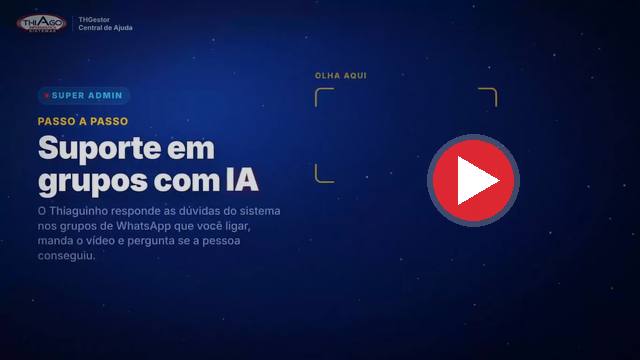 THIAGO
SISTEMAS
THGestor
Central de Ajuda
OLHA AQUI
SUPER ADMIN
PASSO A PASSO
Suporte em
grupos com IA
O Thiaguinho responde as dúvidas do sistema
nos grupos de WhatsApp que você ligar,
manda o vídeo e pergunta se a pessoa
conseguiu.